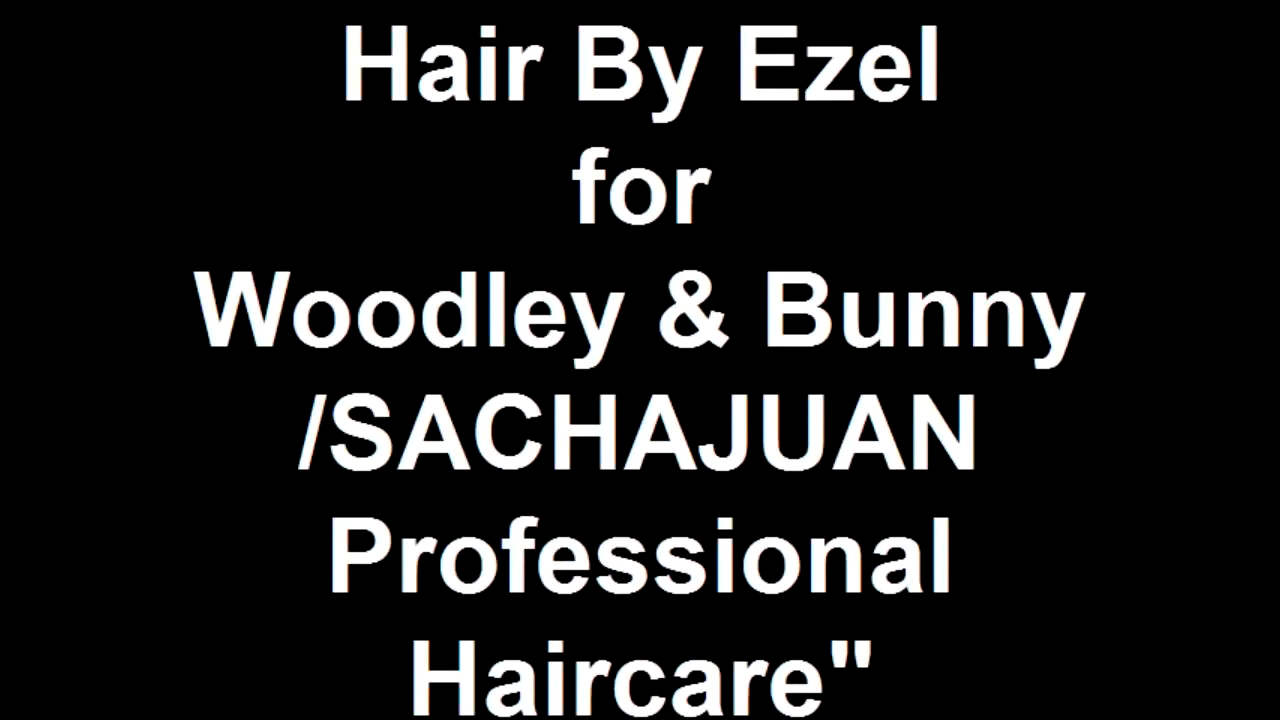 Hair By Ezel
for
Woodley & Bunny
/SACHAJUAN
Professional
Haircare"